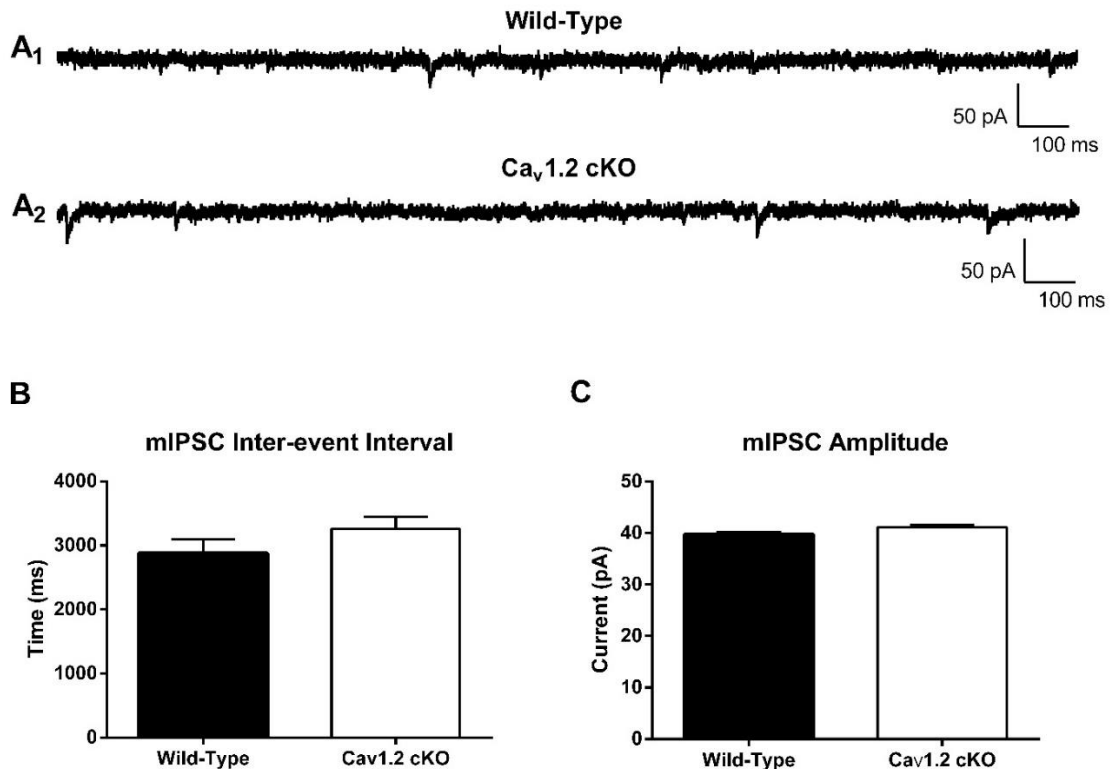 Wild-Type
A1
50 pA
100 ms
Cav1.2 cKO
A2
50 pA
100 ms
B
C
mIPSC Inter-event Interval
mIPSC Amplitude
4000
3000
2000
1000
0
Time (ms)
Wild-Type
Cav1.2 cKO
50
40
30
20
10
0
Current (pA)
Wild-Type
Cav1.2 cKO